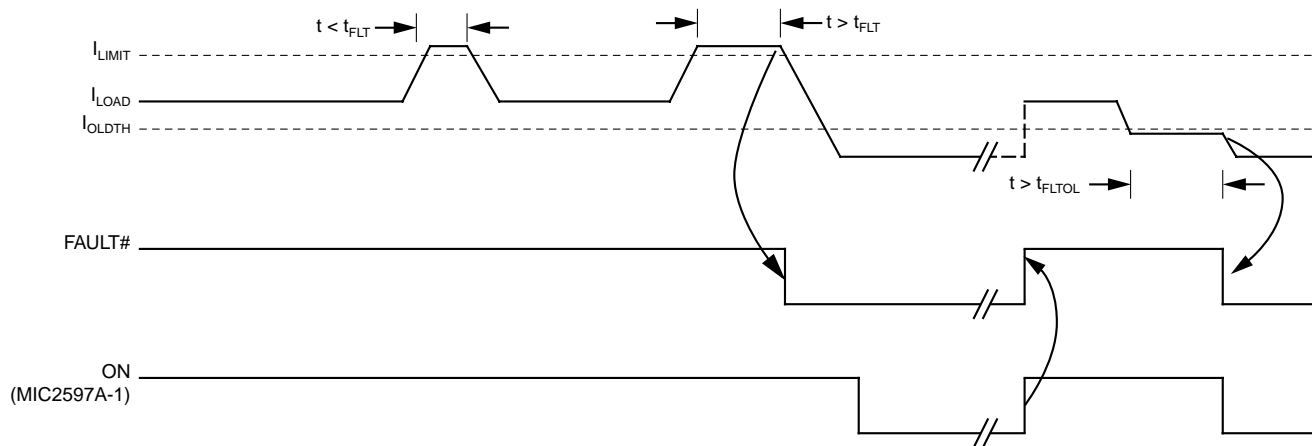 t < tFLT
t > tFLT
ILIMIT
ILOAD
IOLDTH
t > tFLTOL
FAULT#
ON
(MIC2597A-1)